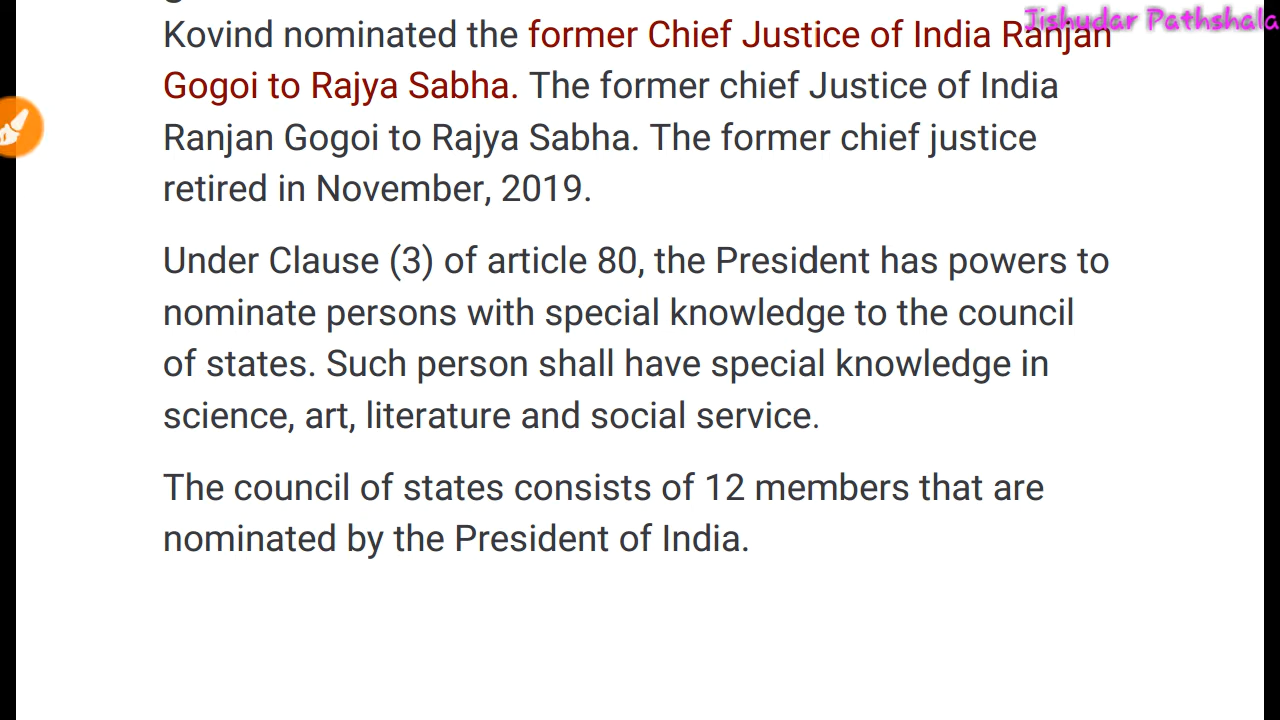 Jishudar Pathshala
Kovind nominated the former Chief Justice of India Ranjan
Gogoi to Rajya Sabha. The former chief Justice of India
Ranjan Gogoi to Rajya Sabha. The former chief justice
retired in November, 2019.
Under Clause (3) of article 80, the President has powers to
nominate persons with special knowledge to the council
of states. Such person shall have special knowledge in
science, art, literature and social service.
The council of states consists of 12 members that are
nominated by the President of India.